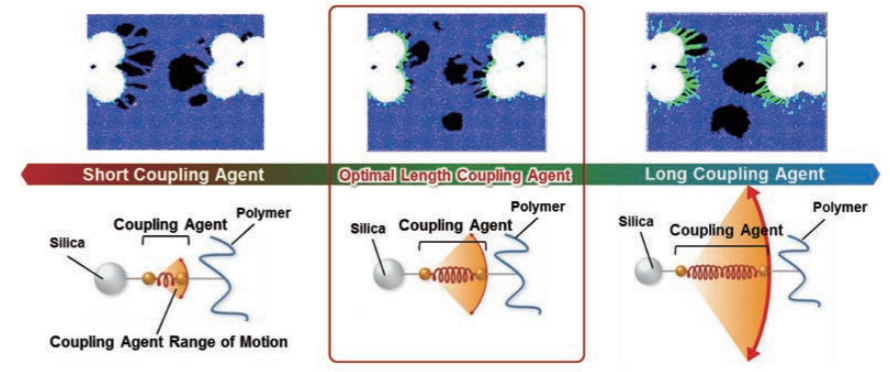 Short Coupling Agent
Optimal Length Coupling Agent
Long Coupling Agent
Silica
Coupling Agent
Polymer
Coupling Agent Range of Motion
Silica
Coupling Agent
Polymer
Silica
Coupling Agent
Polymer